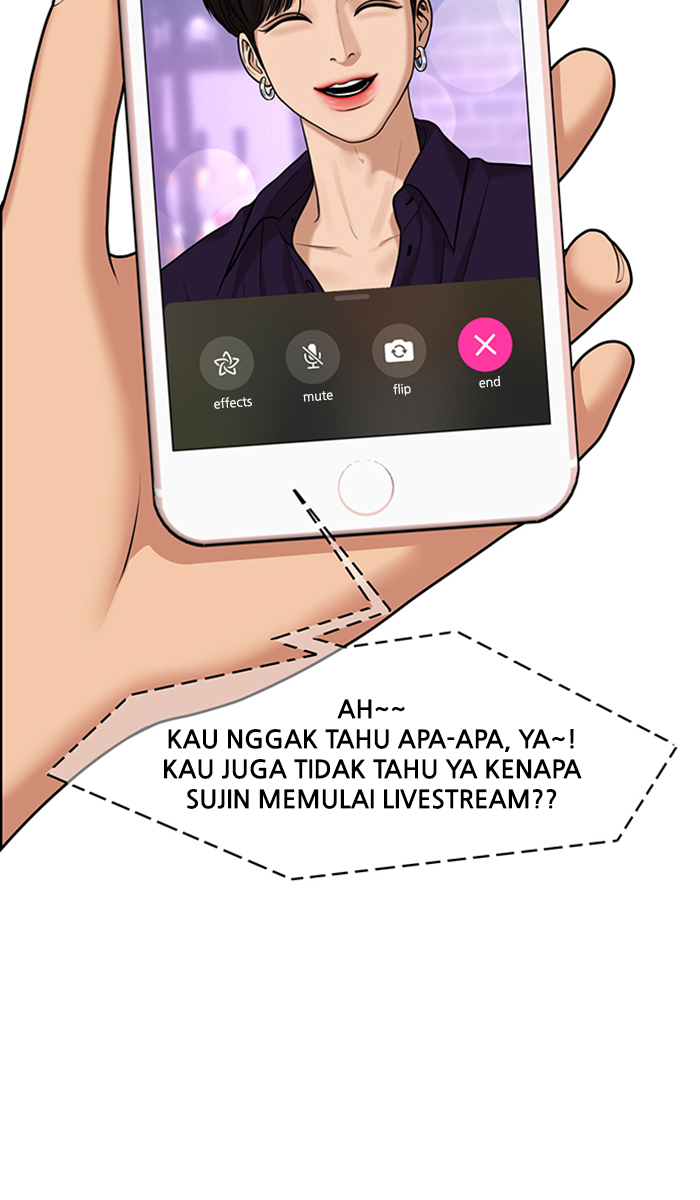 effects
mute
flip
end
AH~~
KAU NGGAK TAHU APA-APA, YA~!
KAU JUGA TIDAK TAHU YA KENAPA
SUJIN MEMULAI LIVESTREAM??